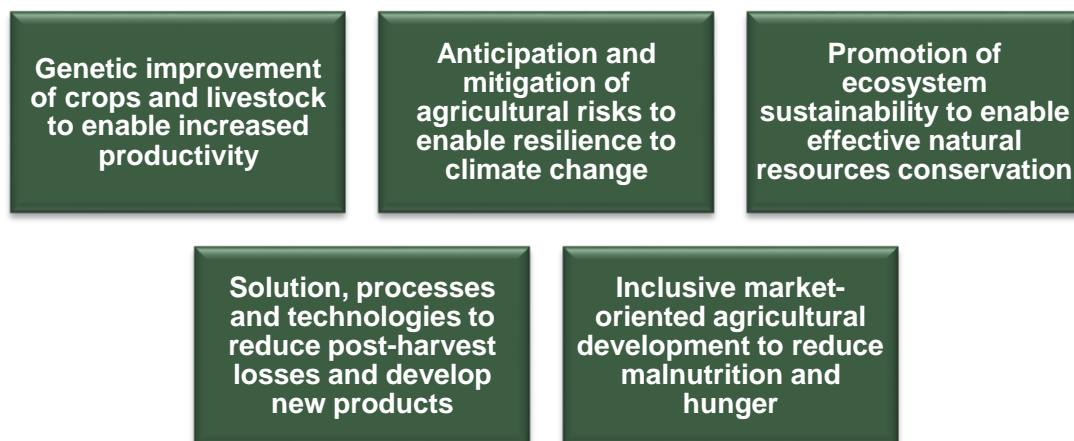 Genetic improvement
of crops and livestock
to enable increased
productivity
Anticipation and
mitigation of
agricultural risks to
enable resilience to
climate change
Promotion of
ecosystem
sustainability to enable
effective natural
resources conservation
Solution, processes
and technologies to
reduce post-harvest
losses and develop
new products
Inclusive market-
oriented agricultural
development to reduce
malnutrition and
hunger